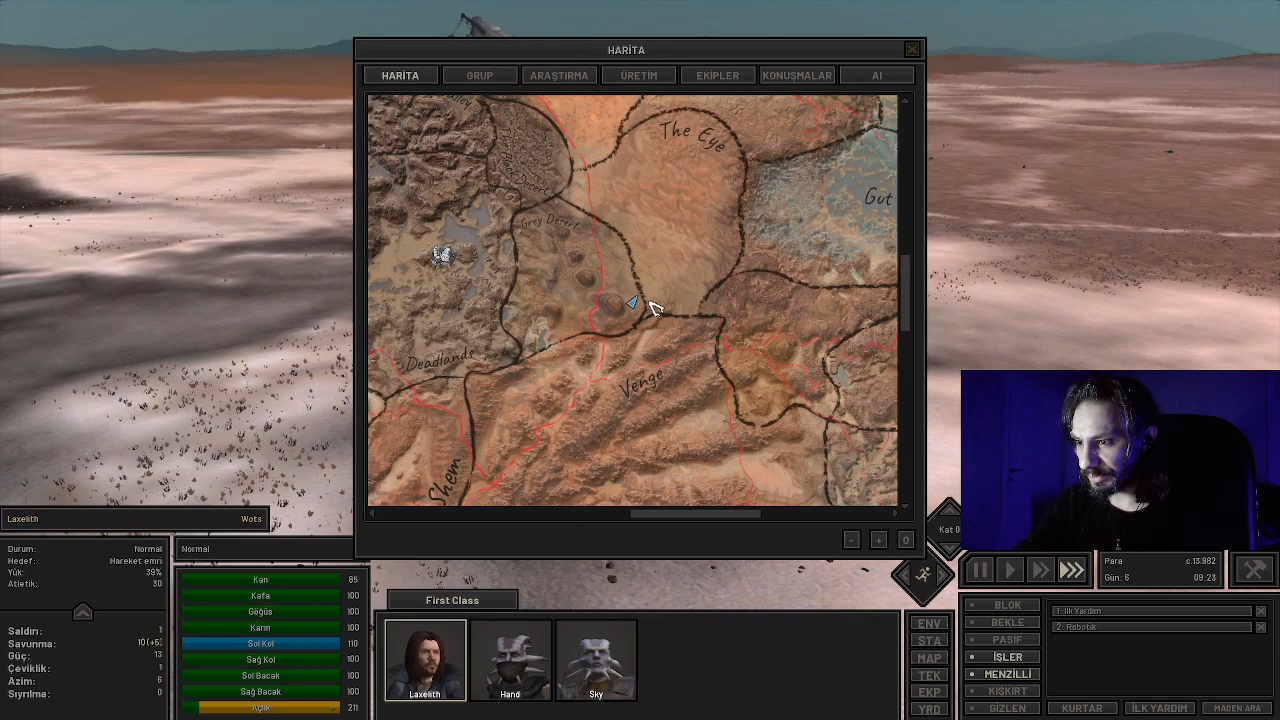 HARİTA
HARİTA GRUP ARAŞTIRMA ÜRETİM EKİPLER KONUŞMALAR AI
The Eye
Gut
Grey Desert
Deadlands
Venge
Shem
- + 0
Laxelith Wots
Durum: Normal
Hedef: Hareket emri
Yük: 39%
Atletik: 30
Saldırı: 1
Savunma: 10 (+5)
Güç: 13
Çeviklik: 1
Azim: 6
Sıyrılma: 0
Normal
Kan 85
Kafa 100
Göğüs 100
Karın 100
Sol Kol 110
Sağ Kol 100
Sol Bacak 100
Sağ Bacak 100
Açlık 211
First Class
Laxelith Hand Sky
Kat 0
Para c.13.982
Gün: 6 09:23
ENV
STA
MAP
TEK
EKP
YRD
BLOK
BEKLE
PASİF
İŞLER
MENZİLLİ
KIŞKIRT
GİZLEN
1: İlk Yardım
2: Robotik
KURTAR İLK YARDIM MADEN ARA